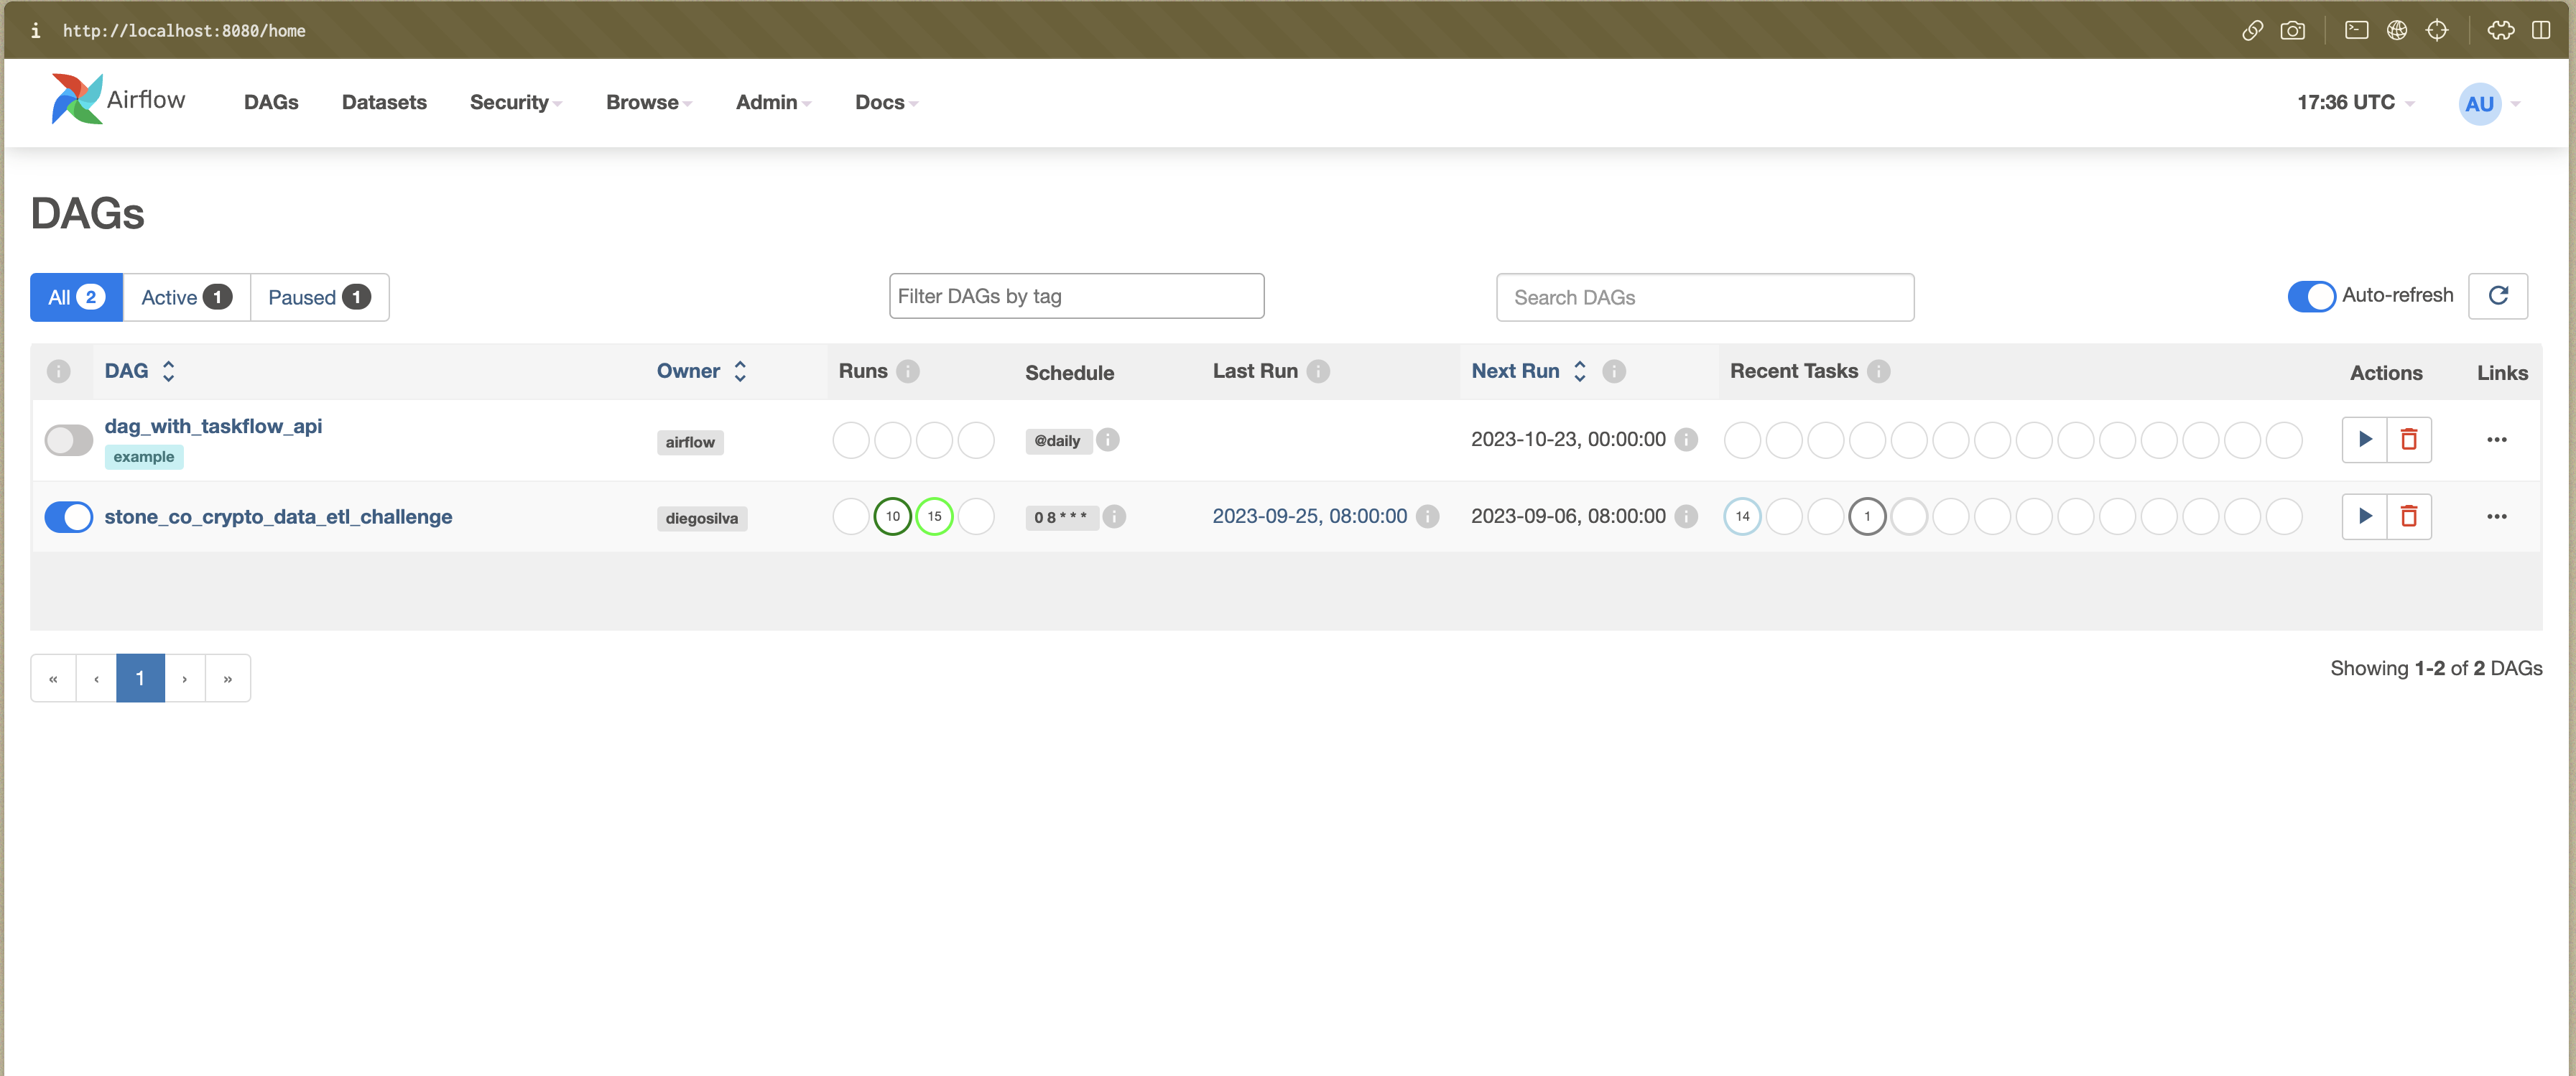 i http://localhost:8080/home
Airflow DAGs Datasets Security Browse Admin Docs 17:36 UTC AU
DAGs
All 2 Active 1 Paused 1 Filter DAGs by tag Search DAGs Auto-refresh
i DAG Owner Runs i Schedule Last Run i Next Run i Recent Tasks i Actions Links
dag_with_taskflow_api airflow @daily i 2023-10-23, 00:00:00 i ...
example
stone_co_crypto_data_etl_challenge diegosilva 10 15 0 8 * * * i 2023-09-25, 08:00:00 i 2023-09-06, 08:00:00 i 14 1 ...
« ‹ 1 › » Showing 1-2 of 2 DAGs